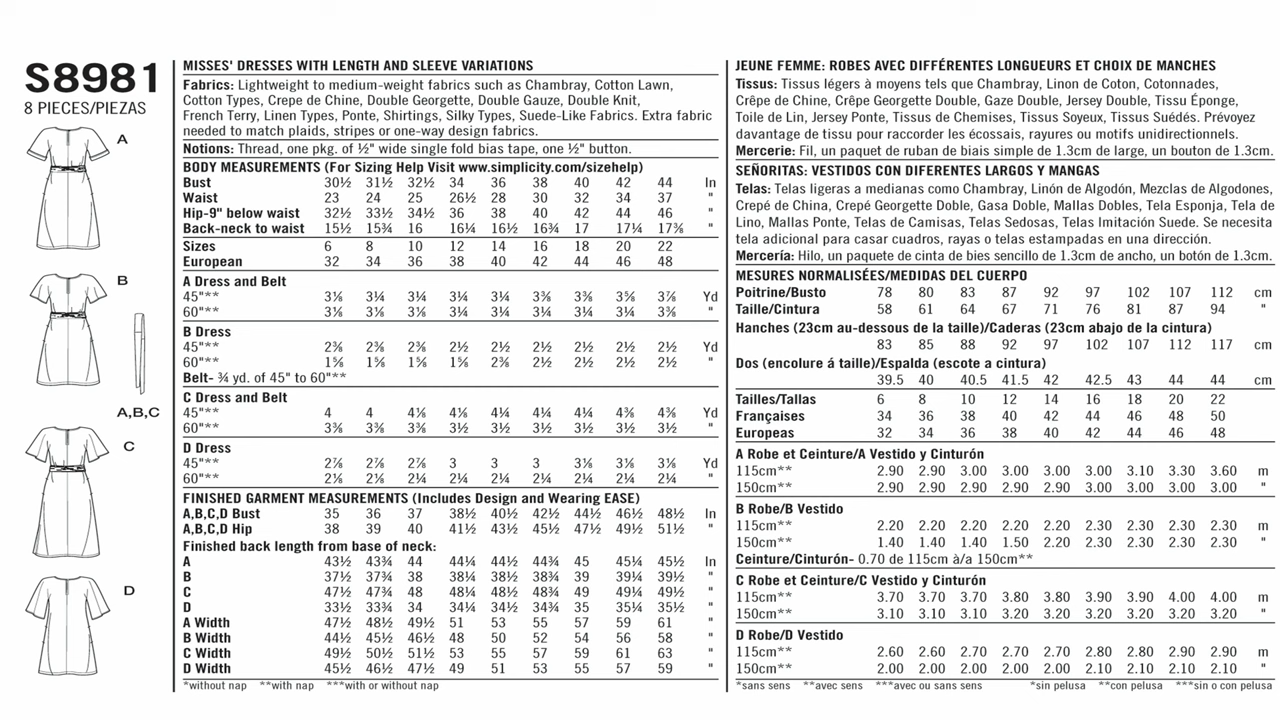 S8981
8 PIECES/PIEZAS
A
B
A,B,C
C
D
MISSES' DRESSES WITH LENGTH AND SLEEVE VARIATIONS
Fabrics: Lightweight to medium-weight fabrics such as Chambray, Cotton Lawn,
Cotton Types, Crepe de Chine, Double Georgette, Double Gauze, Double Knit,
French Terry, Linen Types, Ponte, Shirtings, Silky Types, Suede-Like Fabrics. Extra fabric
needed to match plaids, stripes or one-way design fabrics.
Notions: Thread, one pkg. of ½" wide single fold bias tape, one ½" button.
BODY MEASUREMENTS (For Sizing Help Visit www.simplicity.com/sizehelp)
Bust 30½ 31½ 32½ 34 36 38 40 42 44 In
Waist 23 24 25 26½ 28 30 32 34 37 "
Hip-9" below waist 32½ 33½ 34½ 36 38 40 42 44 46 "
Back-neck to waist 15½ 15¾ 16 16¼ 16½ 16¾ 17 17¼ 17⅜ "
Sizes 6 8 10 12 14 16 18 20 22
European 32 34 36 38 40 42 44 46 48
A Dress and Belt
45"** 3⅛ 3¼ 3¼ 3¼ 3¼ 3⅜ 3⅜ 3⅝ 3⅞ Yd
60"** 3⅛ 3⅛ 3⅛ 3¼ 3¼ 3¼ 3¼ 3¼ 3⅜ "
B Dress
45"** 2⅜ 2⅜ 2⅜ 2½ 2½ 2½ 2½ 2½ 2½ Yd
60"** 1⅝ 1⅝ 1⅝ 1⅝ 2⅜ 2½ 2½ 2½ 2½ "
Belt- ¾ yd. of 45" to 60"**
C Dress and Belt
45"** 4 4 4⅛ 4⅛ 4¼ 4¼ 4¼ 4⅜ 4⅜ Yd
60"** 3⅜ 3⅜ 3⅜ 3½ 3½ 3½ 3½ 3½ 3½ "
D Dress
45"** 2⅞ 2⅞ 2⅞ 3 3 3 3⅛ 3⅛ 3⅛ Yd
60"** 2⅛ 2⅛ 2¼ 2¼ 2¼ 2¼ 2¼ 2¼ 2¼ "
FINISHED GARMENT MEASUREMENTS (Includes Design and Wearing EASE)
A,B,C,D Bust 35 36 37 38½ 40½ 42½ 44½ 46½ 48½ In
A,B,C,D Hip 38 39 40 41½ 43½ 45½ 47½ 49½ 51½ "
Finished back length from base of neck:
A 43½ 43¾ 44 44¼ 44½ 44¾ 45 45¼ 45½ In
B 37½ 37¾ 38 38¼ 38½ 38¾ 39 39¼ 39½ "
C 47½ 47¾ 48 48¼ 48½ 48¾ 49 49¼ 49½ "
D 33½ 33¾ 34 34¼ 34½ 34¾ 35 35¼ 35½ "
A Width 47½ 48½ 49½ 51 53 55 57 59 61 "
B Width 44½ 45½ 46½ 48 50 52 54 56 58 "
C Width 49½ 50½ 51½ 53 55 57 59 61 63 "
D Width 45½ 46½ 47½ 49 51 53 55 57 59 "
*without nap **with nap ***with or without nap
JEUNE FEMME: ROBES AVEC DIFFÉRENTES LONGUEURS ET CHOIX DE MANCHES
Tissus: Tissus légers à moyens tels que Chambray, Linon de Coton, Cotonnades,
Crêpe de Chine, Crêpe Georgette Double, Gaze Double, Jersey Double, Tissu Éponge,
Toile de Lin, Jersey Ponte, Tissus de Chemises, Tissus Soyeux, Tissus Suédés. Prévoyez
davantage de tissu pour raccorder les écossais, rayures ou motifs unidirectionnels.
Mercerie: Fil, un paquet de ruban de biais simple de 1.3cm de large, un bouton de 1.3cm.
SEÑORITAS: VESTIDOS CON DIFERENTES LARGOS Y MANGAS
Telas: Telas ligeras a medianas como Chambray, Linón de Algodón, Mezclas de Algodones,
Crepé de China, Crepé Georgette Doble, Gasa Doble, Mallas Dobles, Tela Esponja, Tela de
Lino, Mallas Ponte, Telas de Camisas, Telas Sedosas, Telas Imitación Suede. Se necesita
tela adicional para casar cuadros, rayas o telas estampadas en una dirección.
Mercería: Hilo, un paquete de cinta de bies sencillo de 1.3cm de ancho, un botón de 1.3cm.
MESURES NORMALISÉES/MEDIDAS DEL CUERPO
Poitrine/Busto 78 80 83 87 92 97 102 107 112 cm
Taille/Cintura 58 61 64 67 71 76 81 87 94 "
Hanches (23cm au-dessous de la taille)/Caderas (23cm abajo de la cintura)
83 85 88 92 97 102 107 112 117 cm
Dos (encolure á taille)/Espalda (escote a cintura)
39.5 40 40.5 41.5 42 42.5 43 44 44 cm
Tailles/Tallas 6 8 10 12 14 16 18 20 22
Françaises 34 36 38 40 42 44 46 48 50
Europeas 32 34 36 38 40 42 44 46 48
A Robe et Ceinture/A Vestido y Cinturón
115cm** 2.90 2.90 3.00 3.00 3.00 3.00 3.10 3.30 3.60 m
150cm** 2.90 2.90 2.90 2.90 2.90 3.00 3.00 3.00 3.00 "
B Robe/B Vestido
115cm** 2.20 2.20 2.20 2.20 2.20 2.30 2.30 2.30 2.30 m
150cm** 1.40 1.40 1.40 1.50 2.20 2.30 2.30 2.30 2.30 "
Ceinture/Cinturón- 0.70 de 115cm à/a 150cm**
C Robe et Ceinture/C Vestido y Cinturón
115cm** 3.70 3.70 3.70 3.80 3.80 3.90 3.90 4.00 4.00 m
150cm** 3.10 3.10 3.10 3.20 3.20 3.20 3.20 3.20 3.20 "
D Robe/D Vestido
115cm** 2.60 2.60 2.70 2.70 2.70 2.80 2.80 2.90 2.90 m
150cm** 2.00 2.00 2.00 2.00 2.00 2.10 2.10 2.10 2.10 "
*sans sens **avec sens ***avec ou sans sens *sin pelusa **con pelusa ***sin o con pelusa